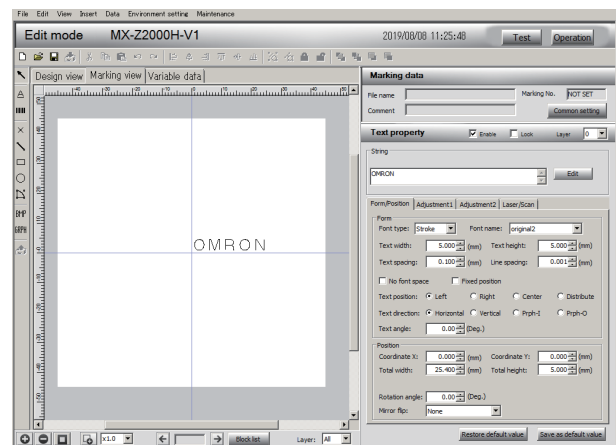 File Edit View Insert Data Environment setting Maintenance
Edit mode MX-Z2000H-V1 2019/08/08 11:25:48 Test Operation
Design view Marking view Variable data
Marking data
File name Marking No. NOT SET
Comment Common setting
Text property Enable Lock Layer 0
String
OMRON Edit
Form/Position Adjustment1 Adjustment2 Laser/Scan
Form
Font type: Stroke Font name: original2
Text width: 5.000 (mm) Text height: 5.000 (mm)
Text spacing: 0.100 (mm) Line spacing: 0.001 (mm)
No font space Fixed position
Text position: Left Right Center Distribute
Text direction: Horizontal Vertical Prph-I Prph-O
Text angle: 0.00 (Deg.)
Position
Coordinate X: 0.000 (mm) Coordinate Y: 0.000 (mm)
Total width: 25.400 (mm) Total height: 5.000 (mm)
Rotation angle: 0.00 (Deg.)
Mirror flip: None
Restore default value Save as default value
BMP
GRPH
OMRON
x1.0 Block list Layer: All